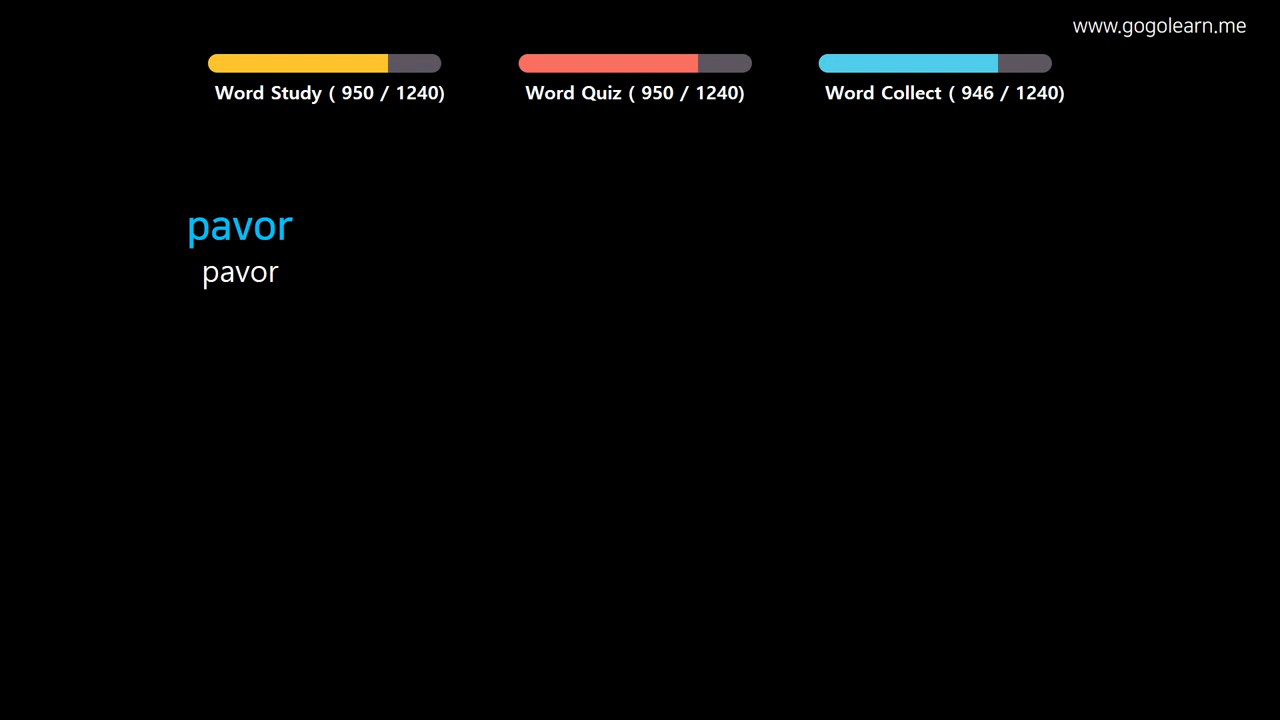 www.gogolearn.me
Word Study ( 950 / 1240)
Word Quiz ( 950 / 1240)
Word Collect ( 946 / 1240)
pavor
pavor